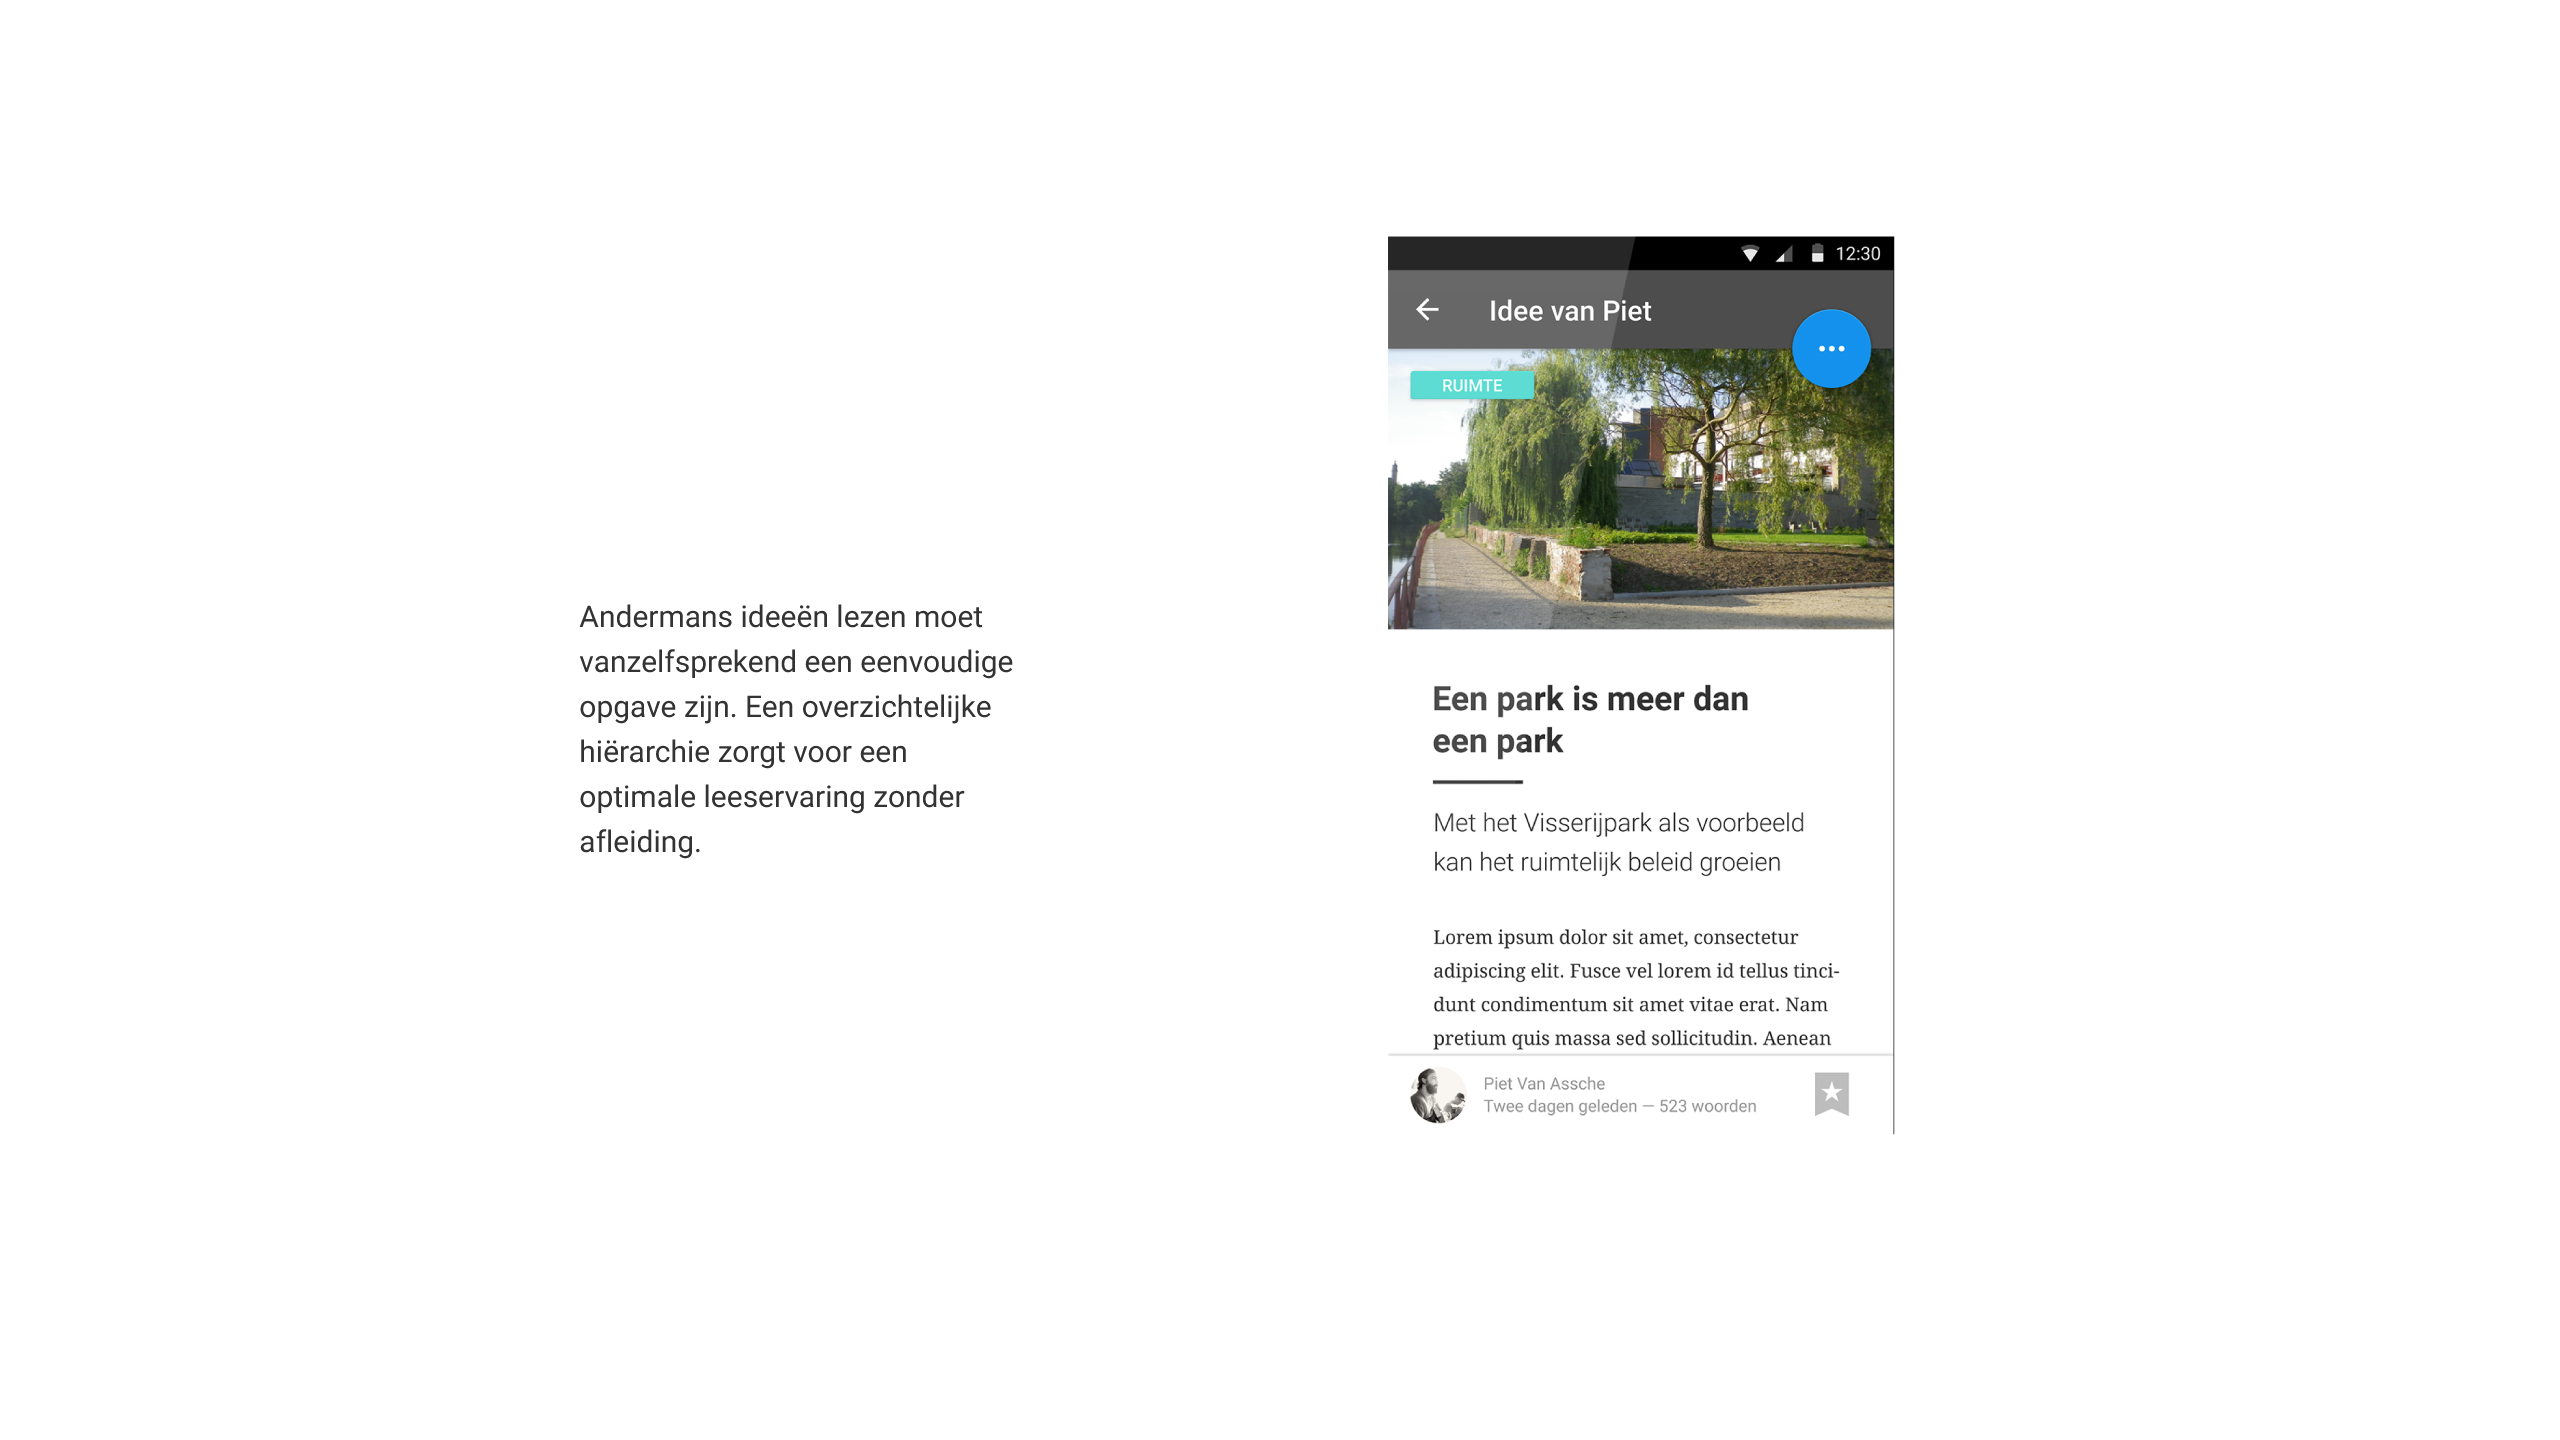 Andermans ideeën lezen moet
vanzelfsprekend een eenvoudige
opgave zijn. Een overzichtelijke
hiërarchie zorgt voor een
optimale leeservaring zonder
afleiding.
12:30
Idee van Piet
RUIMTE
Een park is meer dan
een park
Met het Visserijpark als voorbeeld
kan het ruimtelijk beleid groeien
Lorem ipsum dolor sit amet, consectetur
adipiscing elit. Fusce vel lorem id tellus tinci-
dunt condimentum sit amet vitae erat. Nam
pretium quis massa sed sollicitudin. Aenean
Piet Van Assche
Twee dagen geleden — 523 woorden